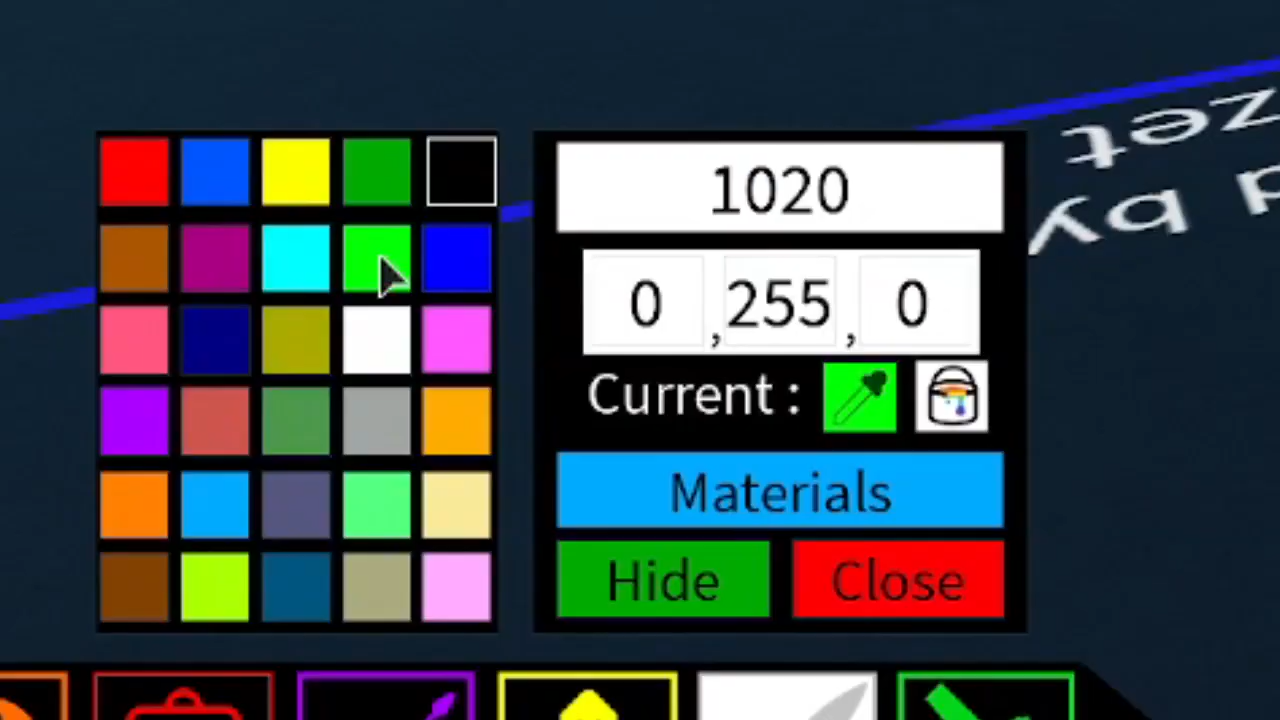 1020
0 , 255 , 0
Current :
Materials
Hide Close